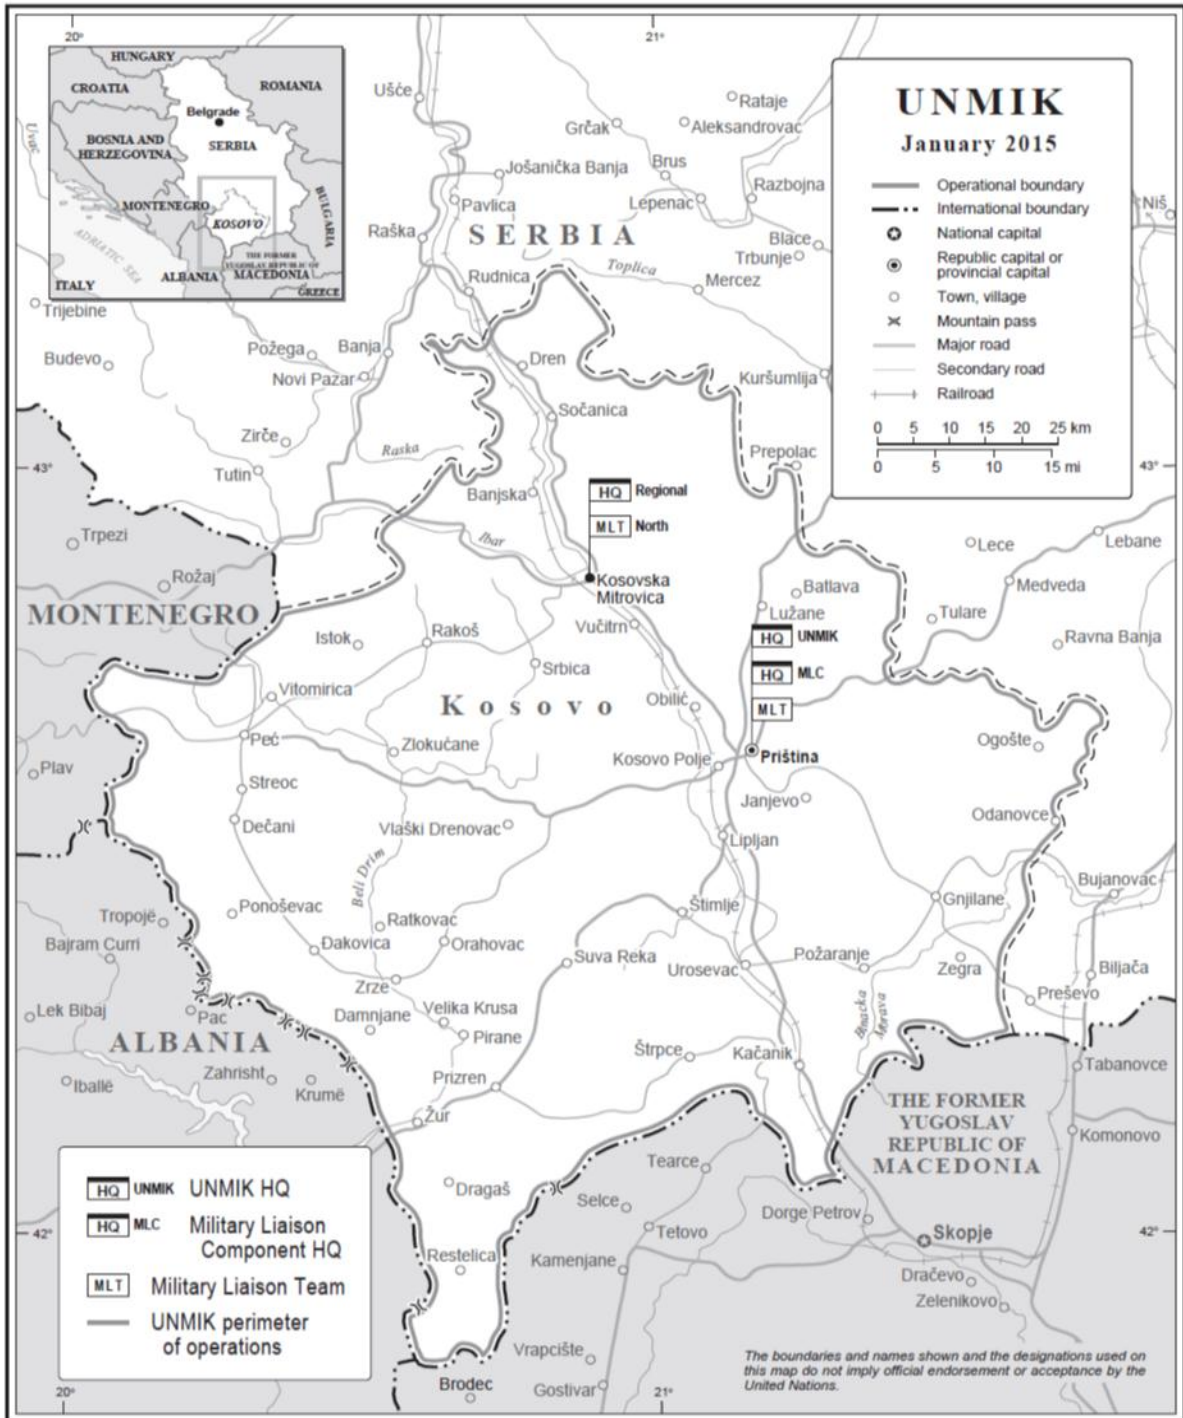 20°
21°
HUNGARY
CROATIA
ROMANIA
Belgrade
BOSNIA AND
HERZEGOVINA
SERBIA
MONTENEGRO
KOSOVO
BULGARIA
ADRIATIC SEA
THE FORMER
YUGOSLAV REPUBLIC OF
MACEDONIA
ALBANIA
ITALY
GREECE
Uvac
UNMIK
January 2015
Operational boundary
International boundary
National capital
Republic capital or
provincial capital
Town, village
Mountain pass
Major road
Secondary road
Railroad
0 5 10 15 20 25 km
0 5 10 15 mi
Ušće
Rataje
Grčak
Aleksandrovac
Jošanička Banja
Brus
Razbojna
Pavlica
Lepenac
Niš
Raška
SERBIA
Blace
Trbunje
Toplica
Rudnica
Mercez
Trijebine
Budevo
Požega
Banja
Dren
Novi Pazar
Kuršumlija
Sočanica
Zirče
Raska
Prepolac
43°
43°
Tutin
Banjska
HQ Regional
MLT North
Ibar
Trpezi
Lece
Lebane
Rožaj
Kosovska
Mitrovica
Batlava
Medveda
MONTENEGRO
Lužane
Tulare
Vučitrn
Istok
Rakoš
HQ UNMIK
Ravna Banja
Srbica
HQ MLC
Vitomirica
Kosovo
Obilić
MLT
Peć
Zlokućane
Ogošte
Plav
Kosovo Polje
Priština
Streoc
Janjevo
Dečani
Vlaški Drenovac
Odanovce
Lipljan
Beli Drim
Bujanovac
Ponoševac
Štimlje
Gnjilane
Tropojë
Ratkovac
Bajram Curri
Đakovica
Orahovac
Suva Reka
Urosevac
Požaranje
Zegra
Biljača
Zrze
Preševo
Lek Bibaj
Pac
Damnjane
Velika Krusa
Binacka
Morava
ALBANIA
Pirane
Štrpce
Kačanik
Iballë
Zahrisht
Krumë
Prizren
Tabanovce
Žur
THE FORMER
YUGOSLAV
REPUBLIC OF
MACEDONIA
Komonovo
Tearce
HQ UNMIK UNMIK HQ
HQ MLC Military Liaison
Component HQ
MLT Military Liaison Team
UNMIK perimeter
of operations
Dragaš
Selce
Dorge Petrov
42°
42°
Tetovo
Skopje
Restelica
Kamenjane
Dračevo
Zelenikovo
Vrapcište
Brodec
Gostivar
The boundaries and names shown and the designations used on
this map do not imply official endorsement or acceptance by the
United Nations.
20°
21°